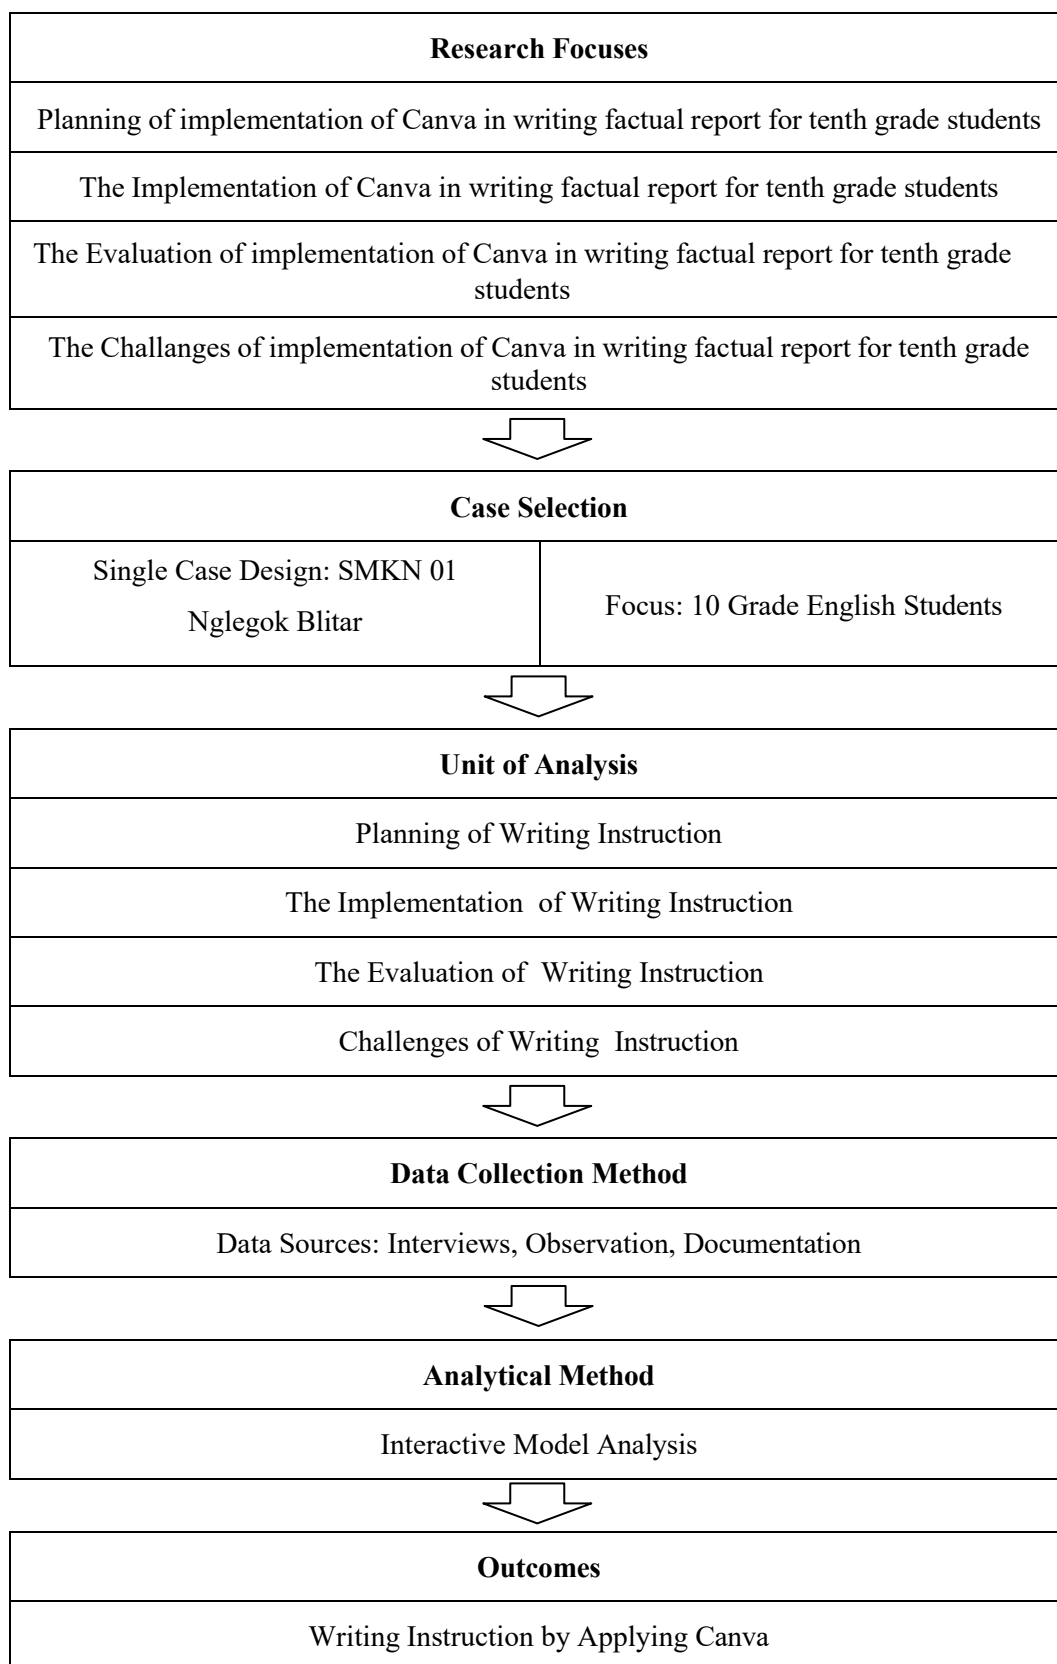 Research Focuses
Planning of implementation of Canva in writing factual report for tenth grade students
The Implementation of Canva in writing factual report for tenth grade students
The Evaluation of implementation of Canva in writing factual report for tenth grade
students
The Challanges of implementation of Canva in writing factual report for tenth grade
students
Case Selection
Single Case Design: SMKN 01
Nglegok Blitar
Focus: 10 Grade English Students
Unit of Analysis
Planning of Writing Instruction
The Implementation of Writing Instruction
The Evaluation of Writing Instruction
Challenges of Writing Instruction
Data Collection Method
Data Sources: Interviews, Observation, Documentation
Analytical Method
Interactive Model Analysis
Outcomes
Writing Instruction by Applying Canva